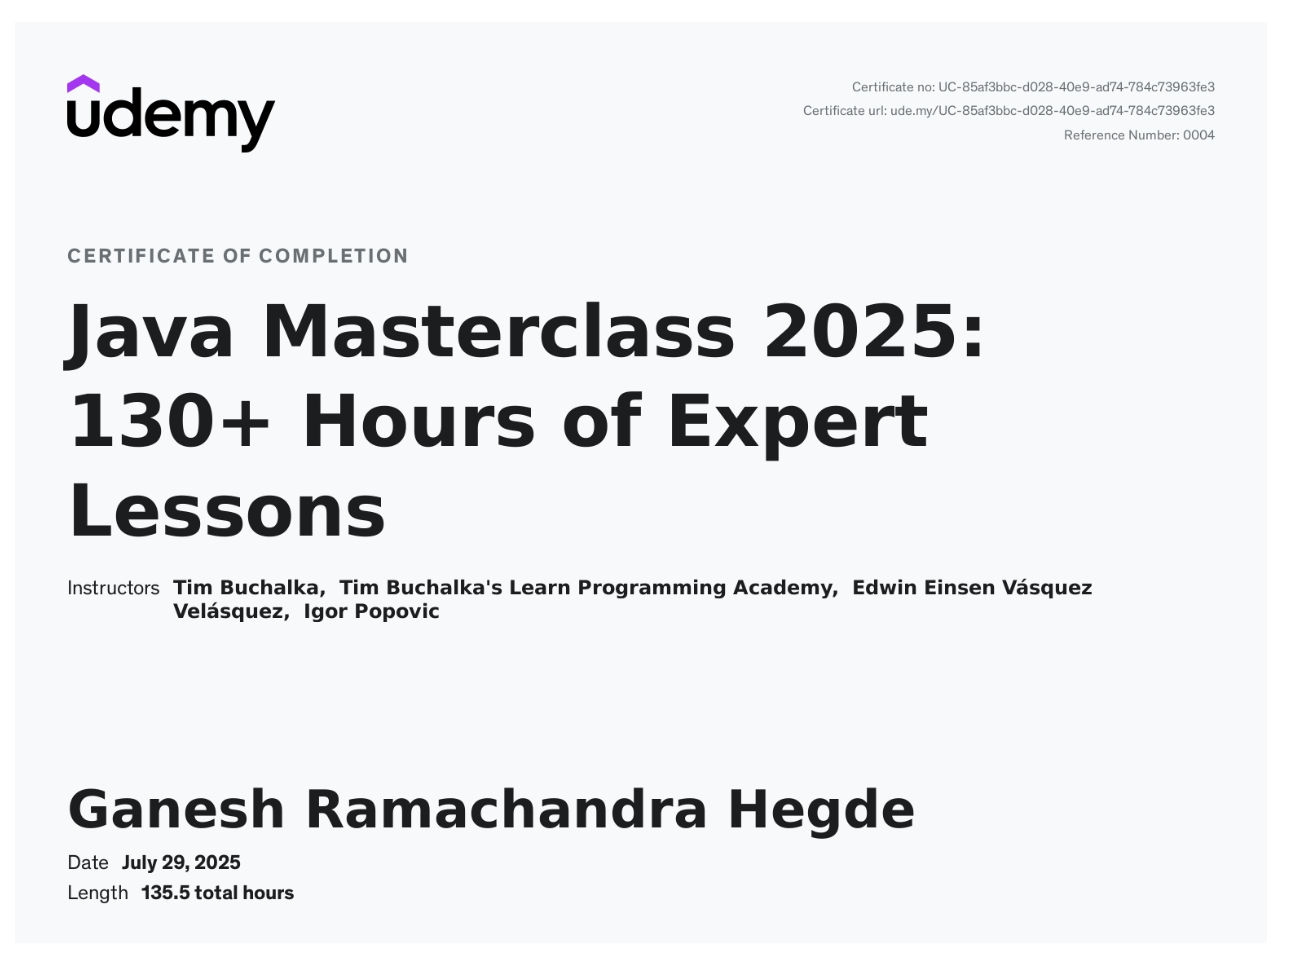 udemy
Certificate no: UC-85af3bbc-d028-40e9-ad74-784c73963fe3
Certificate url: ude.my/UC-85af3bbc-d028-40e9-ad74-784c73963fe3
Reference Number: 0004
CERTIFICATE OF COMPLETION
Java Masterclass 2025:
130+ Hours of Expert
Lessons
Instructors Tim Buchalka, Tim Buchalka's Learn Programming Academy, Edwin Einsen Vásquez
Velásquez, Igor Popovic
Ganesh Ramachandra Hegde
Date July 29, 2025
Length 135.5 total hours